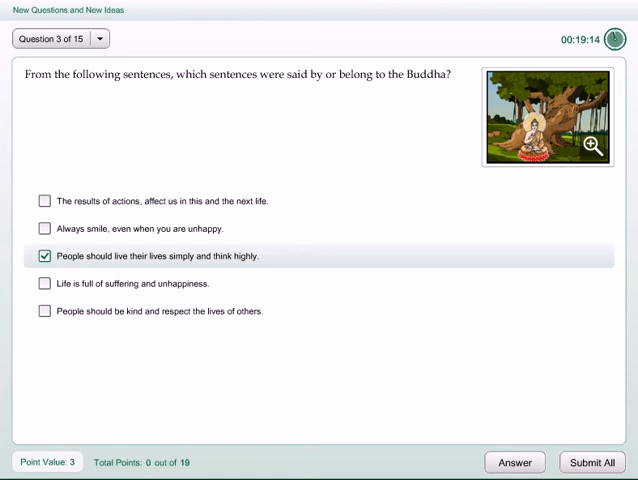 New Questions and New Ideas
Question 3 of 15
00:19:14
From the following sentences, which sentences were said by or belong to the Buddha?
The results of actions, affect us in this and the next life.
Always smile, even when you are unhappy.
People should live their lives simply and think highly.
Life is full of suffering and unhappiness.
People should be kind and respect the lives of others.
Point Value: 3 Total Points: 0 out of 19 Answer Submit All